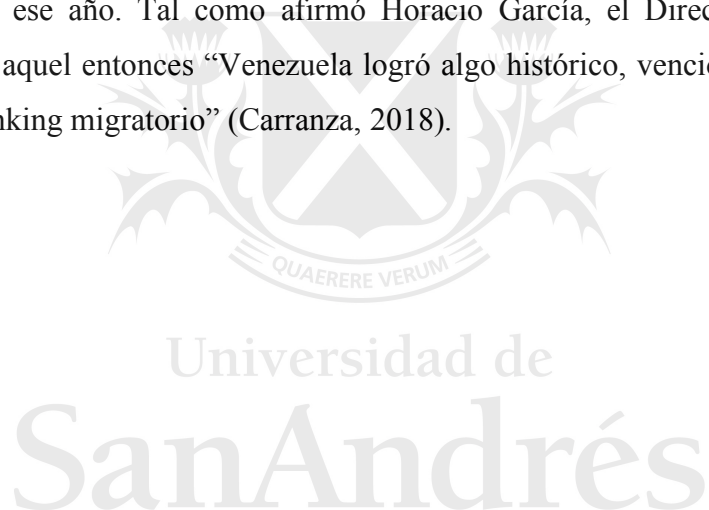 ese año. Tal como afirmó Horacio García, el Direc
aquel entonces “Venezuela logró algo histórico, venció
nking migratorio” (Carranza, 2018).
QUAERERE VERUM
Universidad de
SanAndrés